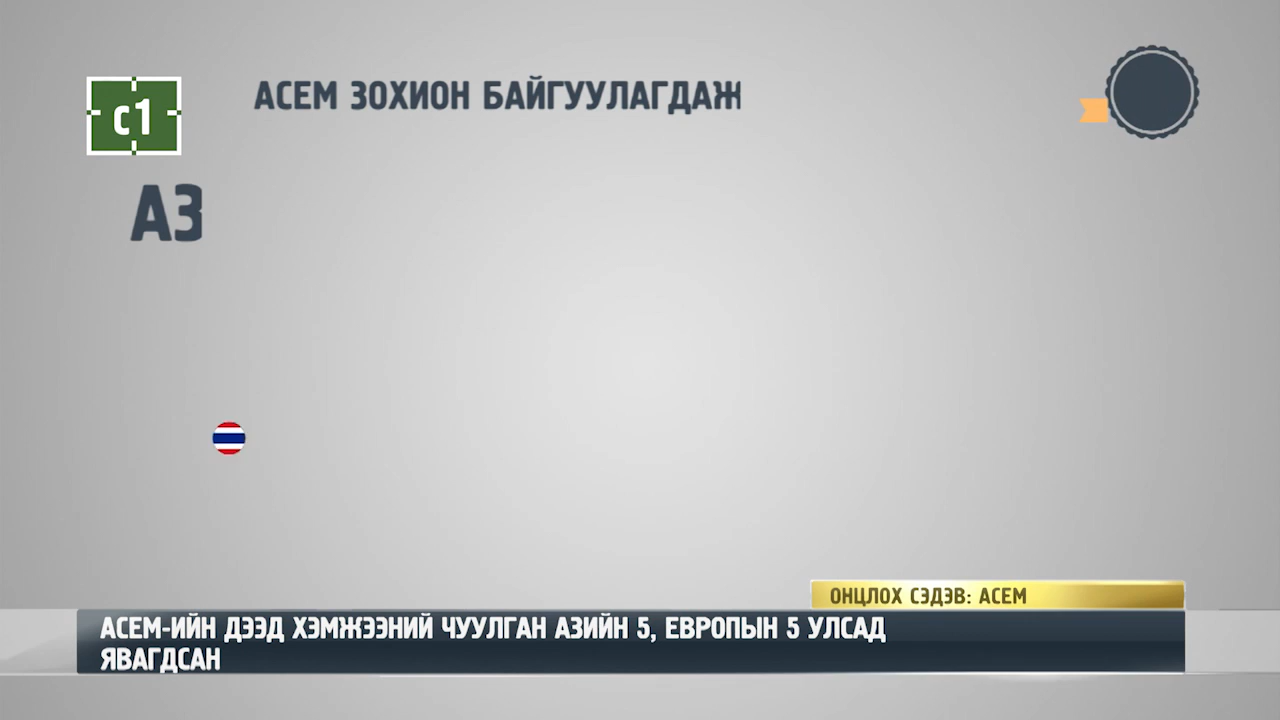 АСЕМ ЗОХИОН БАЙГУУЛАГДАЖ
с1
АЗ
ОНЦЛОХ СЭДЭВ: АСЕМ
АСЕМ-ИЙН ДЭЭД ХЭМЖЭЭНИЙ ЧУУЛГАН АЗИЙН 5, ЕВРОПЫН 5 УЛСАД
ЯВАГДСАН